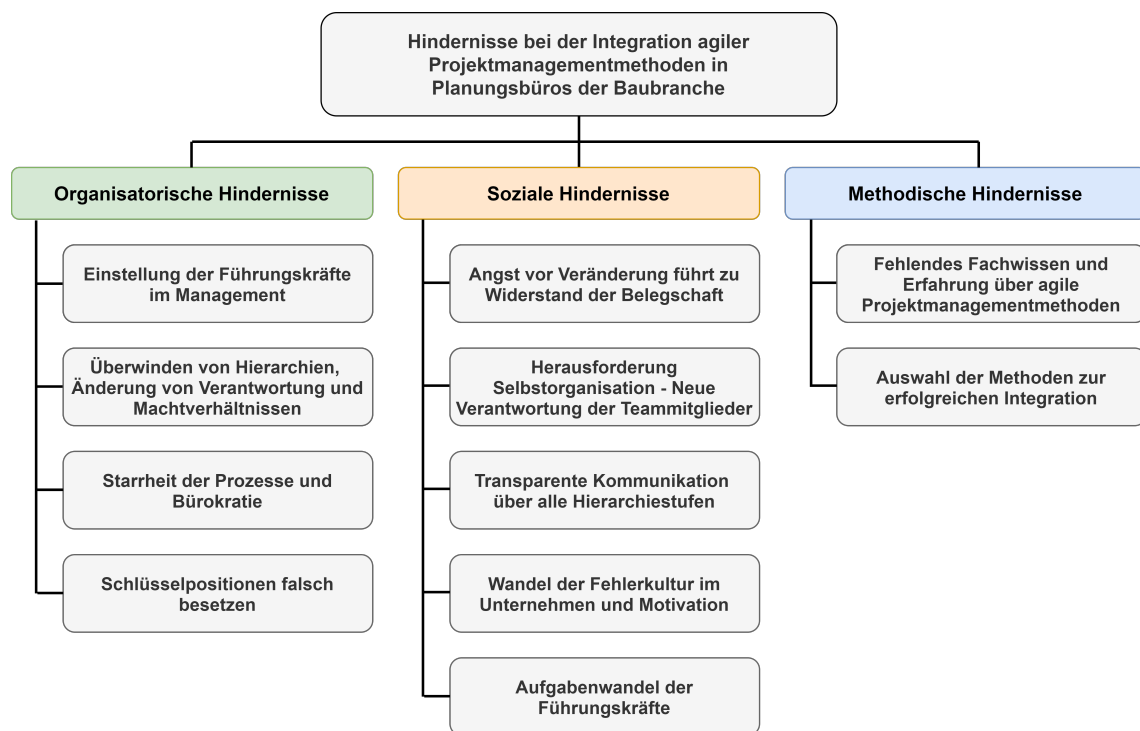 Hindernisse bei der Integration agiler
Projektmanagementmethoden in
Planungsbüros der Baubranche
Organisatorische Hindernisse
Einstellung der Führungskräfte
im Management
Überwinden von Hierarchien,
Änderung von Verantwortung und
Machtverhältnissen
Starrheit der Prozesse und
Bürokratie
Schlüsselpositionen falsch
besetzen
Soziale Hindernisse
Angst vor Veränderung führt zu
Widerstand der Belegschaft
Herausforderung
Selbstorganisation - Neue
Verantwortung der Teammitglieder
Transparente Kommunikation
über alle Hierarchiestufen
Wandel der Fehlerkultur im
Unternehmen und Motivation
Aufgabenwandel der
Führungskräfte
Methodische Hindernisse
Fehlendes Fachwissen und
Erfahrung über agile
Projektmanagementmethoden
Auswahl der Methoden zur
erfolgreichen Integration